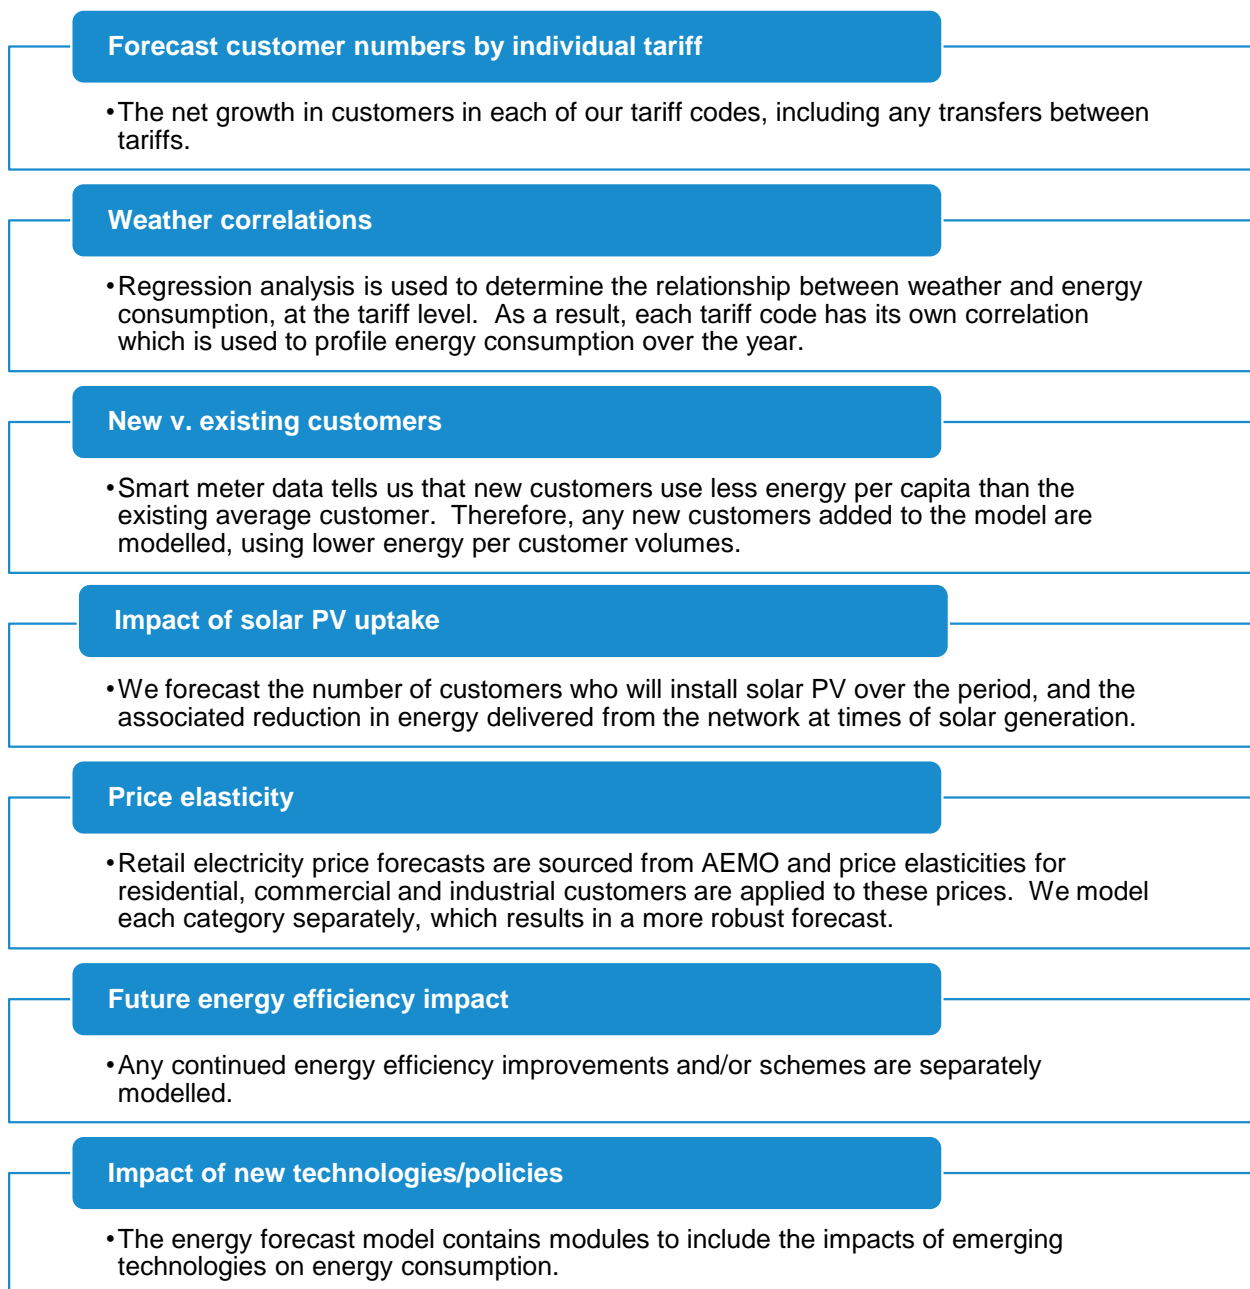 Forecast customer numbers by individual tariff
•The net growth in customers in each of our tariff codes, including any transfers between
tariffs.
Weather correlations
•Regression analysis is used to determine the relationship between weather and energy
consumption, at the tariff level.  As a result, each tariff code has its own correlation
which is used to profile energy consumption over the year.
New v. existing customers
•Smart meter data tells us that new customers use less energy per capita than the
existing average customer.  Therefore, any new customers added to the model are
modelled, using lower energy per customer volumes.
Impact of solar PV uptake
•We forecast the number of customers who will install solar PV over the period, and the
associated reduction in energy delivered from the network at times of solar generation.
Price elasticity
•Retail electricity price forecasts are sourced from AEMO and price elasticities for
residential, commercial and industrial customers are applied to these prices.  We model
each category separately, which results in a more robust forecast.
Future energy efficiency impact
•Any continued energy efficiency improvements and/or schemes are separately
modelled.
Impact of new technologies/policies
•The energy forecast model contains modules to include the impacts of emerging
technologies on energy consumption.